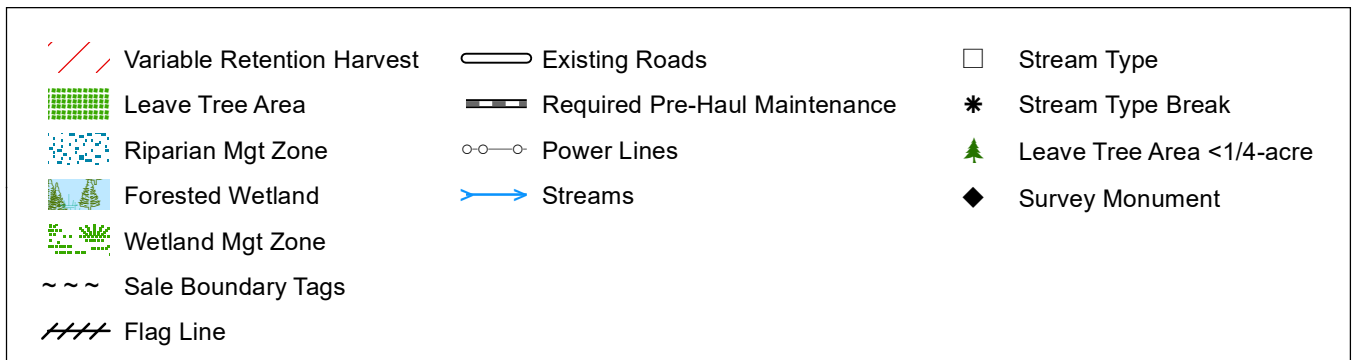 Variable Retention Harvest
Leave Tree Area
Riparian Mgt Zone
Forested Wetland
Wetland Mgt Zone
Sale Boundary Tags
Flag Line
Existing Roads
Required Pre-Haul Maintenance
Power Lines
Streams
Stream Type
Stream Type Break
Leave Tree Area <1/4-acre
Survey Monument